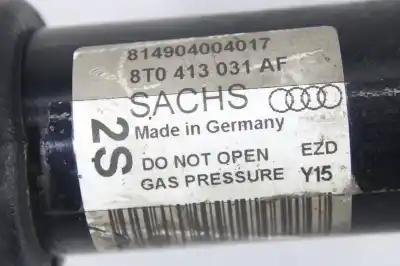 814904004017
8T0 413 031 AF
SACHS
2S
Made in Germany
DO NOT OPEN EZD
GAS PRESSURE Y15